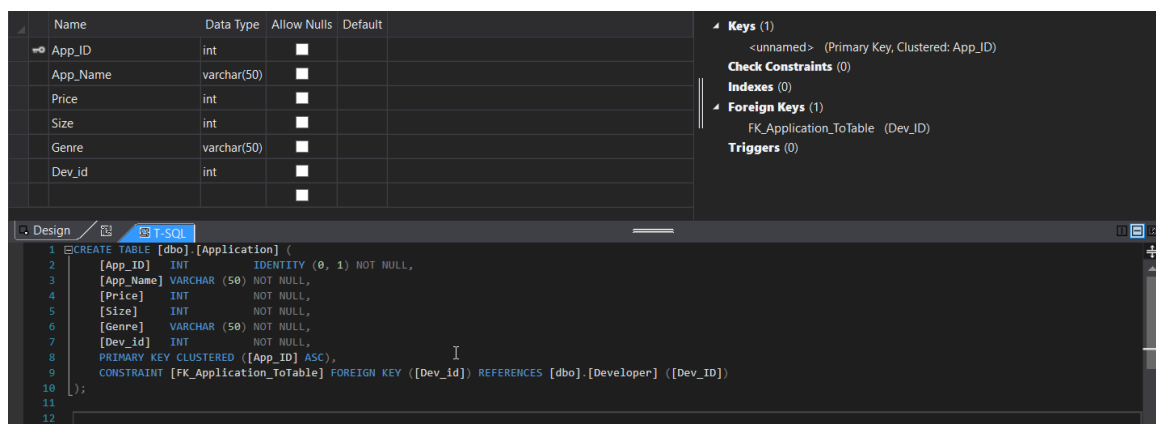 Name Data Type Allow Nulls Default
App_ID int
App_Name varchar(50)
Price int
Size int
Genre varchar(50)
Dev_id int
Keys (1)
<unnamed> (Primary Key, Clustered: App_ID)
Check Constraints (0)
Indexes (0)
Foreign Keys (1)
FK_Application_ToTable (Dev_ID)
Triggers (0)
Design T-SQL
1 CREATE TABLE [dbo].[Application] (
2 [App_ID] INT IDENTITY (0, 1) NOT NULL,
3 [App_Name] VARCHAR (50) NOT NULL,
4 [Price] INT NOT NULL,
5 [Size] INT NOT NULL,
6 [Genre] VARCHAR (50) NOT NULL,
7 [Dev_id] INT NOT NULL,
8 PRIMARY KEY CLUSTERED ([App_ID] ASC),
9 CONSTRAINT [FK_Application_ToTable] FOREIGN KEY ([Dev_id]) REFERENCES [dbo].[Developer] ([Dev_ID])
10 );
11
12